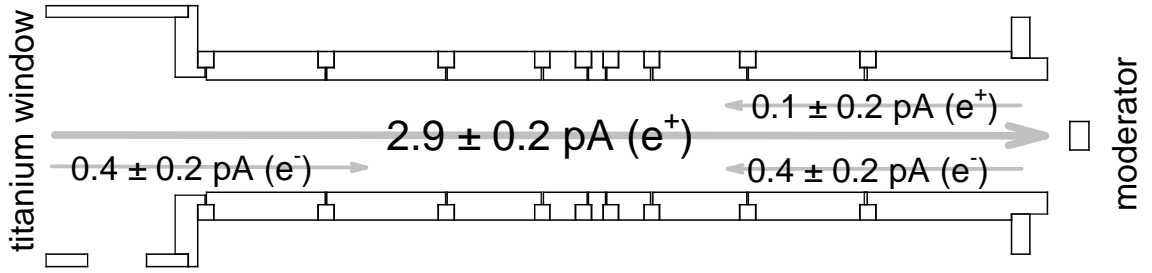 titanium window
0.1 ± 0.2 pA (e⁺)
2.9 ± 0.2 pA (e⁺)
0.4 ± 0.2 pA (e⁻)
0.4 ± 0.2 pA (e⁻)
moderator